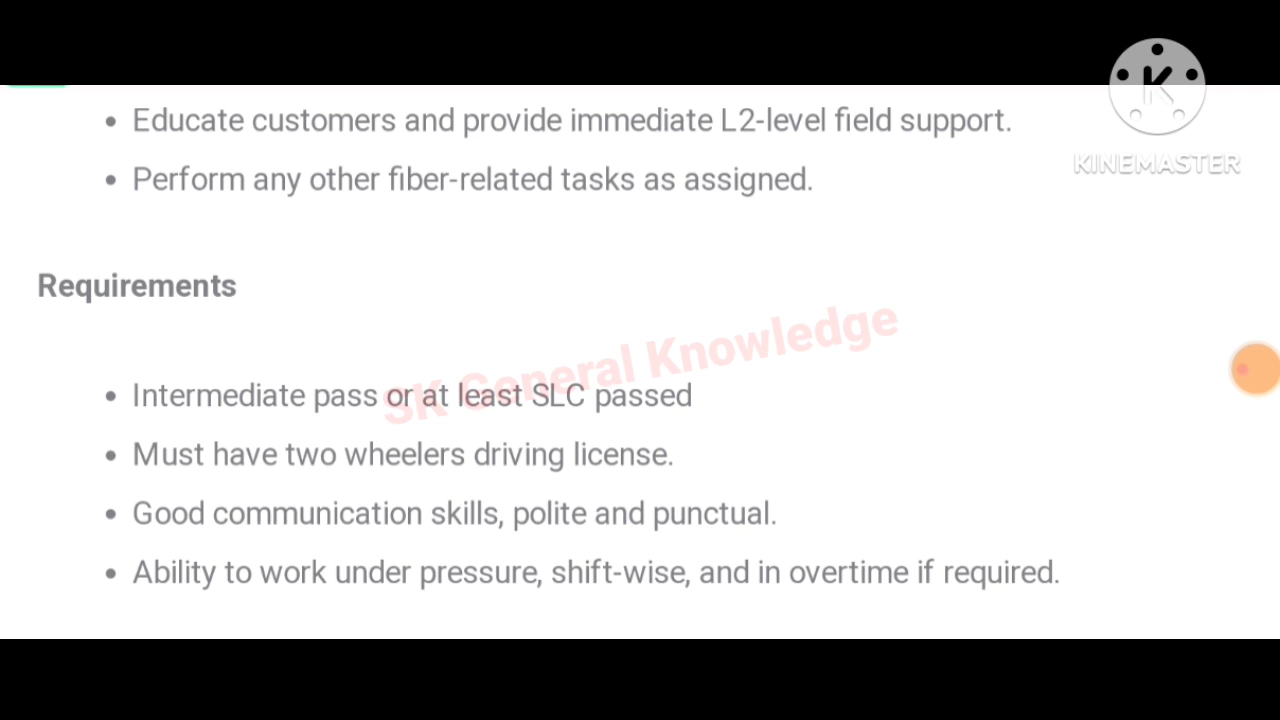 KINEMASTER
• Educate customers and provide immediate L2-level field support.
• Perform any other fiber-related tasks as assigned.
Requirements
SK General Knowledge
• Intermediate pass or at least SLC passed
• Must have two wheelers driving license.
• Good communication skills, polite and punctual.
• Ability to work under pressure, shift-wise, and in overtime if required.